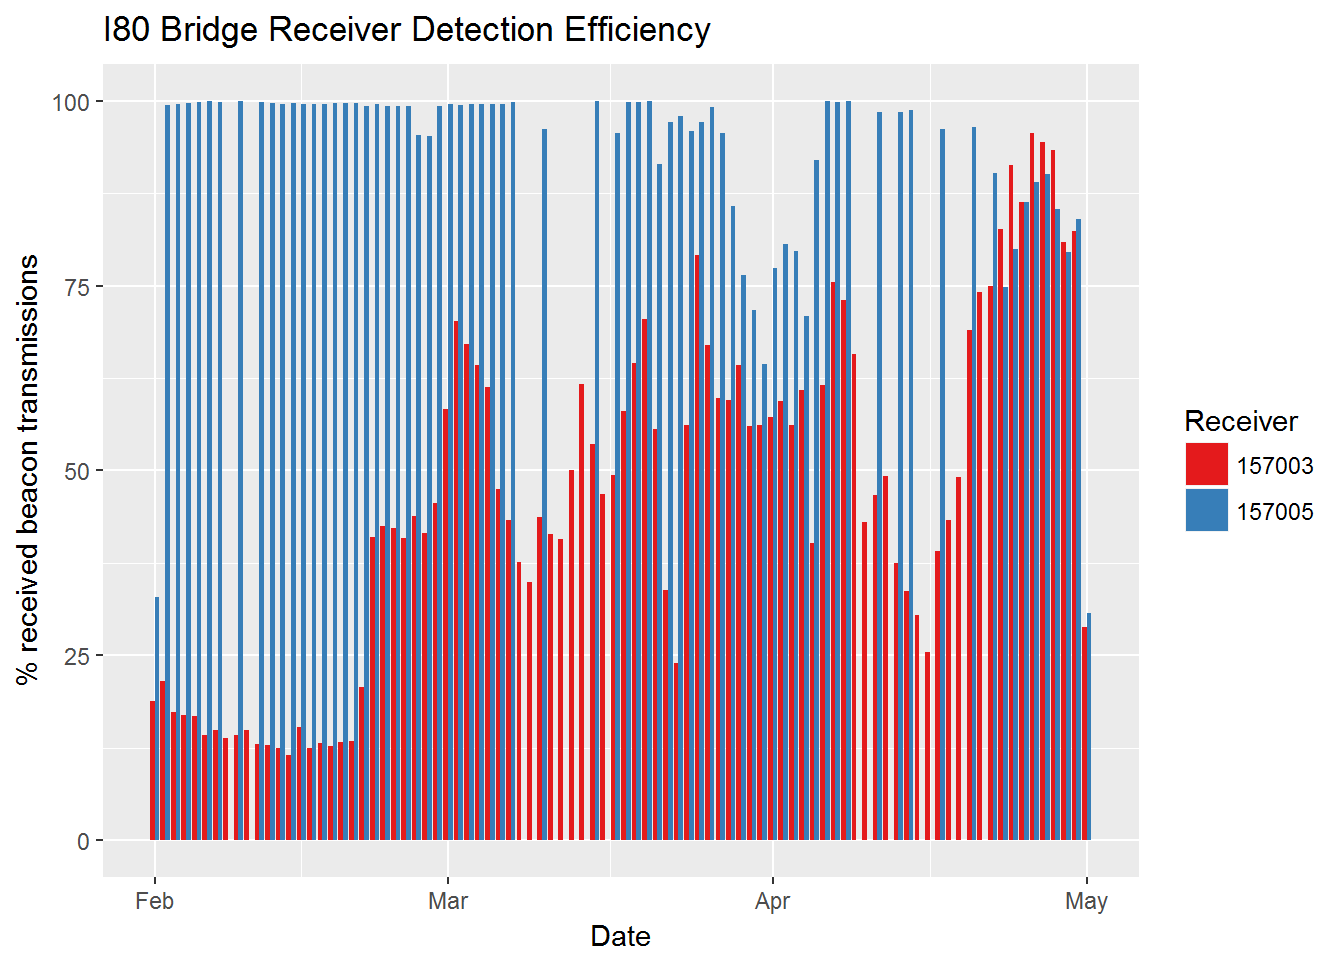 I80 Bridge Receiver Detection Efficiency
% received beacon transmissions
100
75
50
25
0
Feb
Mar
Apr
May
Date
Receiver
157003
157005